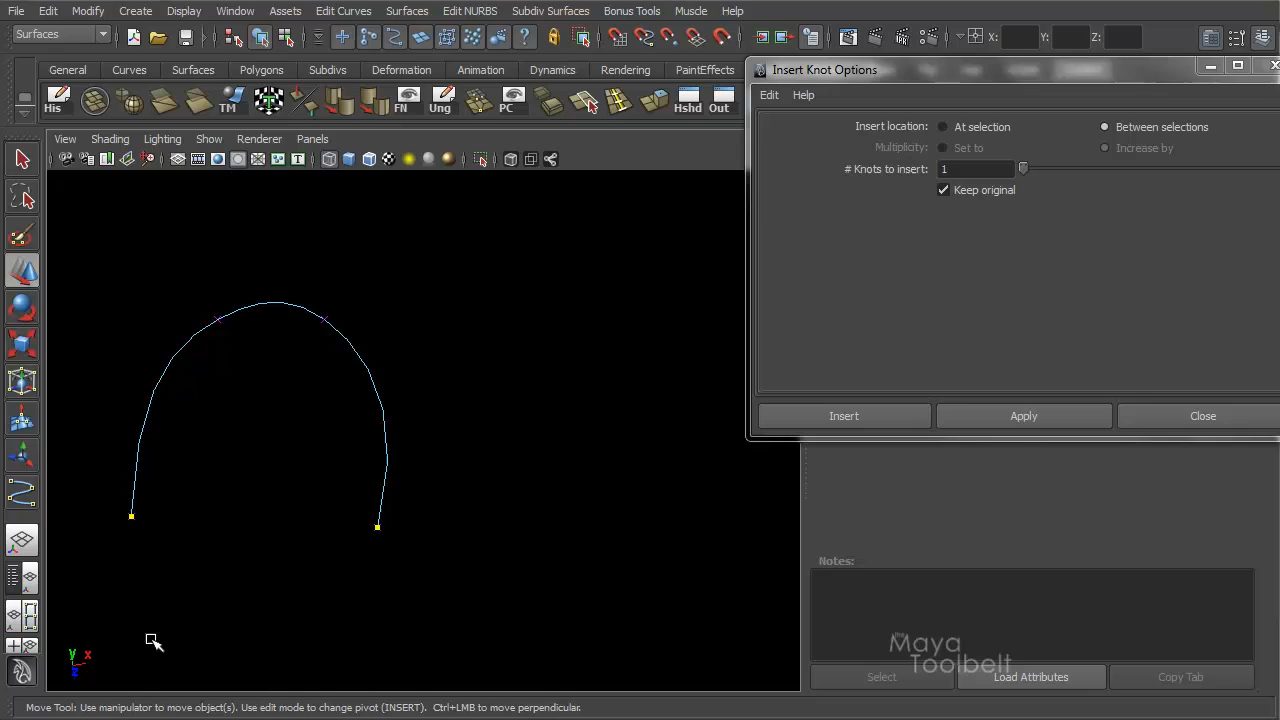 File Edit Modify Create Display Window Assets Edit Curves Surfaces Edit NURBS Subdiv Surfaces Bonus Tools Muscle Help
Surfaces X: Y: Z:
General Curves Surfaces Polygons Subdivs Deformation Animation Dynamics Rendering PaintEffects
His TM FN Ung PC Hshd Out
View Shading Lighting Show Renderer Panels
Insert Knot Options
Edit Help
Insert location: At selection Between selections
Multiplicity: Set to Increase by
# Knots to insert: 1
Keep original
Insert Apply Close
Notes:
the Maya Toolbelt
Select Load Attributes Copy Tab
y x
z
Move Tool: Use manipulator to move object(s). Use edit mode to change pivot (INSERT). Ctrl+LMB to move perpendicular.